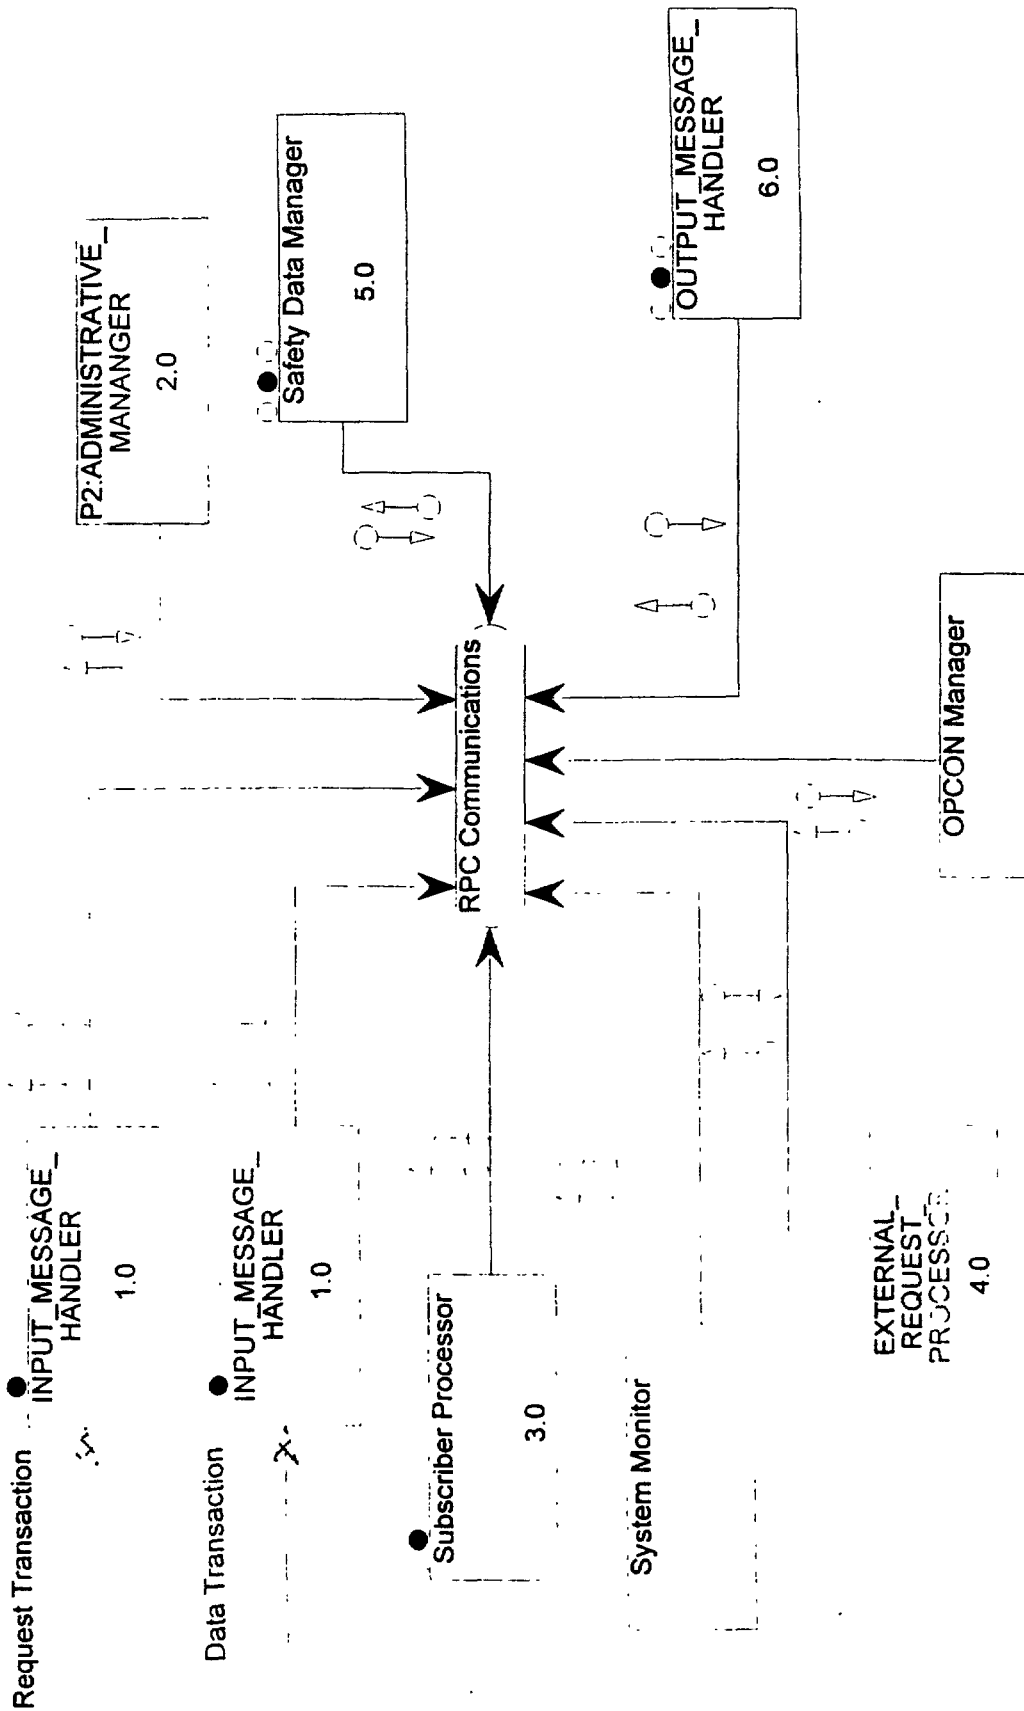 Request Transaction
INPUT_MESSAGE_
HANDLER
1.0
Data Transaction
INPUT_MESSAGE_
HANDLER
1.0
P2:ADMINISTRATIVE_
MANANGER
2.0
Safety Data Manager
5.0
Subscriber Processor
3.0
RPC Communications
System Monitor
OUTPUT_MESSAGE_
HANDLER
6.0
EXTERNAL_
REQUEST_
PROCESSOR
4.0
OPCON Manager